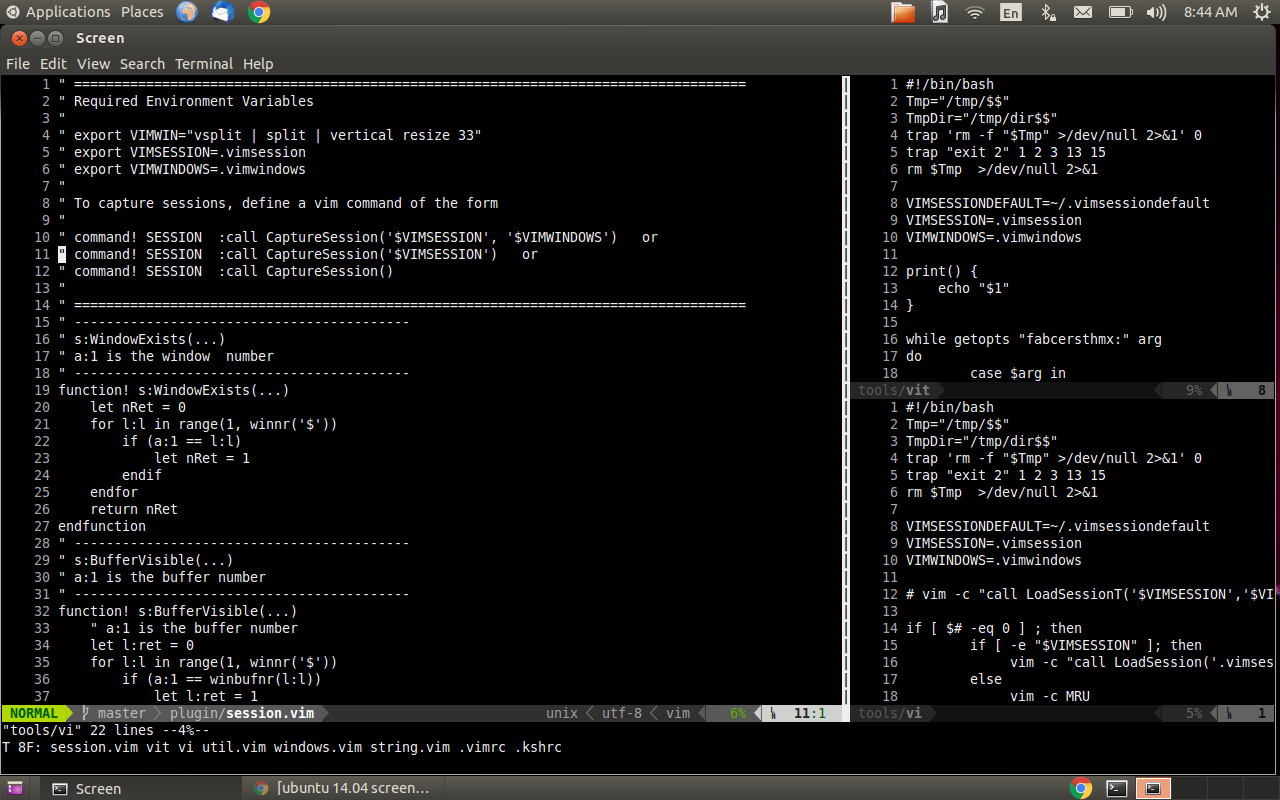 Applications Places En 8:44 AM
Screen
File Edit View Search Terminal Help
1 " ====================================================================================
2 " Required Environment Variables
3 "
4 " export VIMWIN="vsplit | split | vertical resize 33"
5 " export VIMSESSION=.vimsession
6 " export VIMWINDOWS=.vimwindows
7 "
8 " To capture sessions, define a vim command of the form
9 "
10 " command! SESSION  :call CaptureSession('$VIMSESSION', '$VIMWINDOWS')   or
11 " command! SESSION  :call CaptureSession('$VIMSESSION')   or
12 " command! SESSION  :call CaptureSession()
13 "
14 " ====================================================================================
15 " ------------------------------------------
16 " s:WindowExists(...)
17 " a:1 is the window  number
18 " ------------------------------------------
19 function! s:WindowExists(...)
20     let nRet = 0
21     for l:l in range(1, winnr('$'))
22         if (a:1 == l:l)
23             let nRet = 1
24         endif
25     endfor
26     return nRet
27 endfunction
28 " ------------------------------------------
29 " s:BufferVisible(...)
30 " a:1 is the buffer number
31 " ------------------------------------------
32 function! s:BufferVisible(...)
33     " a:1 is the buffer number
34     let l:ret = 0
35     for l:l in range(1, winnr('$'))
36         if (a:1 == winbufnr(l:l))
37             let l:ret = 1
NORMAL master plugin/session.vim unix utf-8 vim 6% 11:1
1 #!/bin/bash
2 Tmp="/tmp/$$"
3 TmpDir="/tmp/dir$$"
4 trap 'rm -f "$Tmp" >/dev/null 2>&1' 0
5 trap "exit 2" 1 2 3 13 15
6 rm $Tmp  >/dev/null 2>&1
7
8 VIMSESSIONDEFAULT=~/.vimsessiondefault
9 VIMSESSION=.vimsession
10 VIMWINDOWS=.vimwindows
11
12 print() {
13     echo "$1"
14 }
15
16 while getopts "fabcersthmx:" arg
17 do
18         case $arg in
tools/vit 9% 8
1 #!/bin/bash
2 Tmp="/tmp/$$"
3 TmpDir="/tmp/dir$$"
4 trap 'rm -f "$Tmp" >/dev/null 2>&1' 0
5 trap "exit 2" 1 2 3 13 15
6 rm $Tmp  >/dev/null 2>&1
7
8 VIMSESSIONDEFAULT=~/.vimsessiondefault
9 VIMSESSION=.vimsession
10 VIMWINDOWS=.vimwindows
11
12 # vim -c "call LoadSessionT('$VIMSESSION','$VI
13
14 if [ $# -eq 0 ] ; then
15         if [ -e "$VIMSESSION" ]; then
16              vim -c "call LoadSession('.vimses
17         else
18              vim -c MRU
tools/vi 5% 1
"tools/vi" 22 lines --4%--
T 8F: session.vim vit vi util.vim windows.vim string.vim .vimrc .kshrc
Screen [ubuntu 14.04 screen...